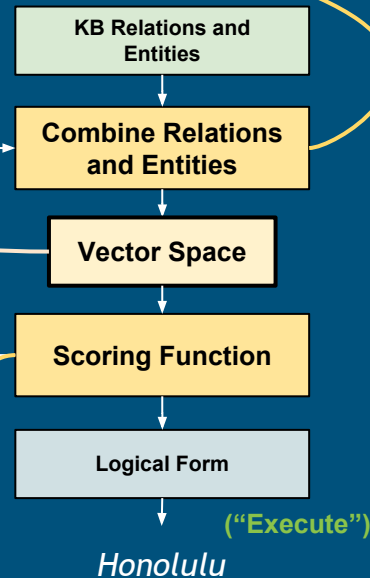 KB Relations and
Entities
Combine Relations
and Entities
Vector Space
Scoring Function
Logical Form
(“Execute”)
Honolulu